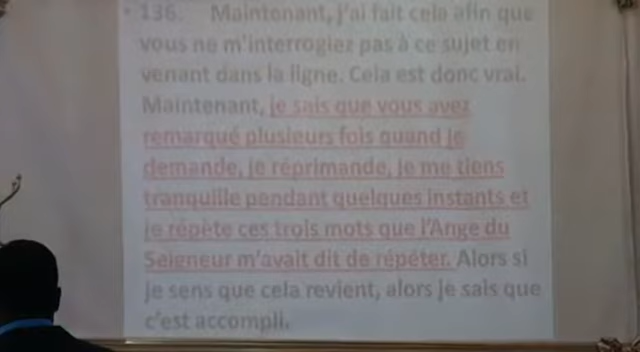 136. Maintenant, j'ai fait cela afin que
vous ne m'interrogiez pas à ce sujet en
venant dans la ligne. Cela est donc vrai.
Maintenant, je sais que vous avez
remarqué plusieurs fois quand je
demande, je réprimande, je me tiens
tranquille pendant quelques instants et
je répète ces trois mots que l'Ange du
Seigneur m'avait dit de répéter. Alors si
je sens que cela revient, alors je sais que
c'est accompli.